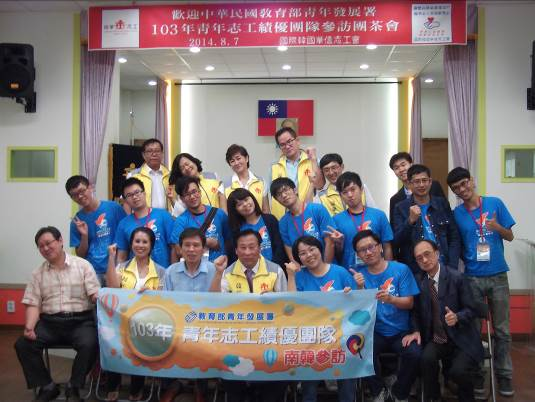 歡迎中華民國教育部青年發展署
103年青年志工績優團隊參訪團茶會
2014.8.7 國際韓國華僑志工會
教育部青年發展署
103年 青年志工績優團隊
南韓參訪